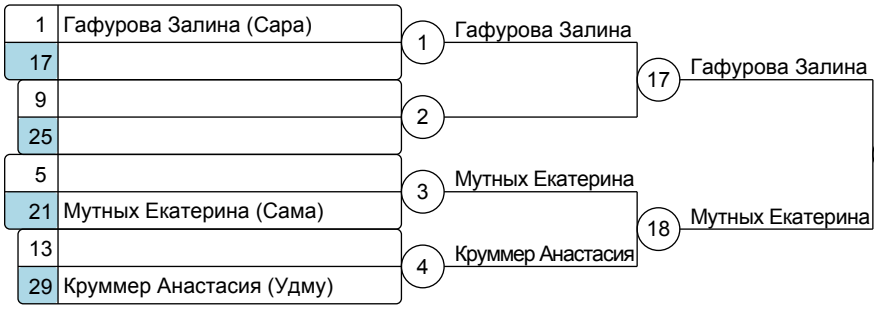 1 Гафурова Залина (Сара)
17
1 Гафурова Залина
9
25
2
17 Гафурова Залина
5
21 Мутных Екатерина (Сама)
3 Мутных Екатерина
13
29 Круммер Анастасия (Удму)
4 Круммер Анастасия
18 Мутных Екатерина